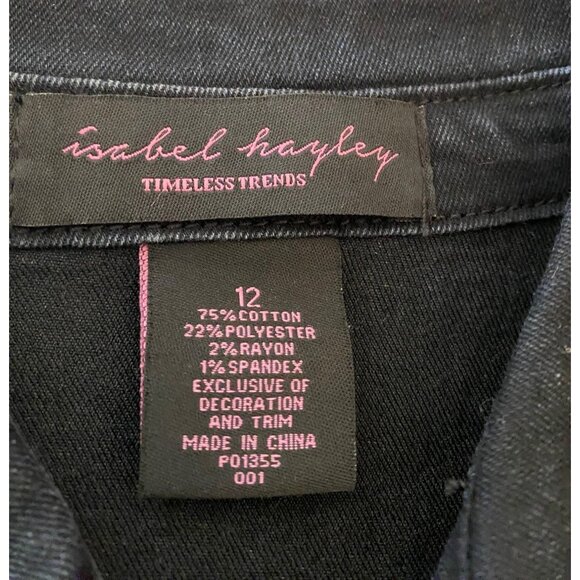 isabel hayley
TIMELESS TRENDS
12
75% COTTON
22% POLYESTER
2% RAYON
1% SPANDEX
EXCLUSIVE OF
DECORATION
AND TRIM
MADE IN CHINA
P01355
001